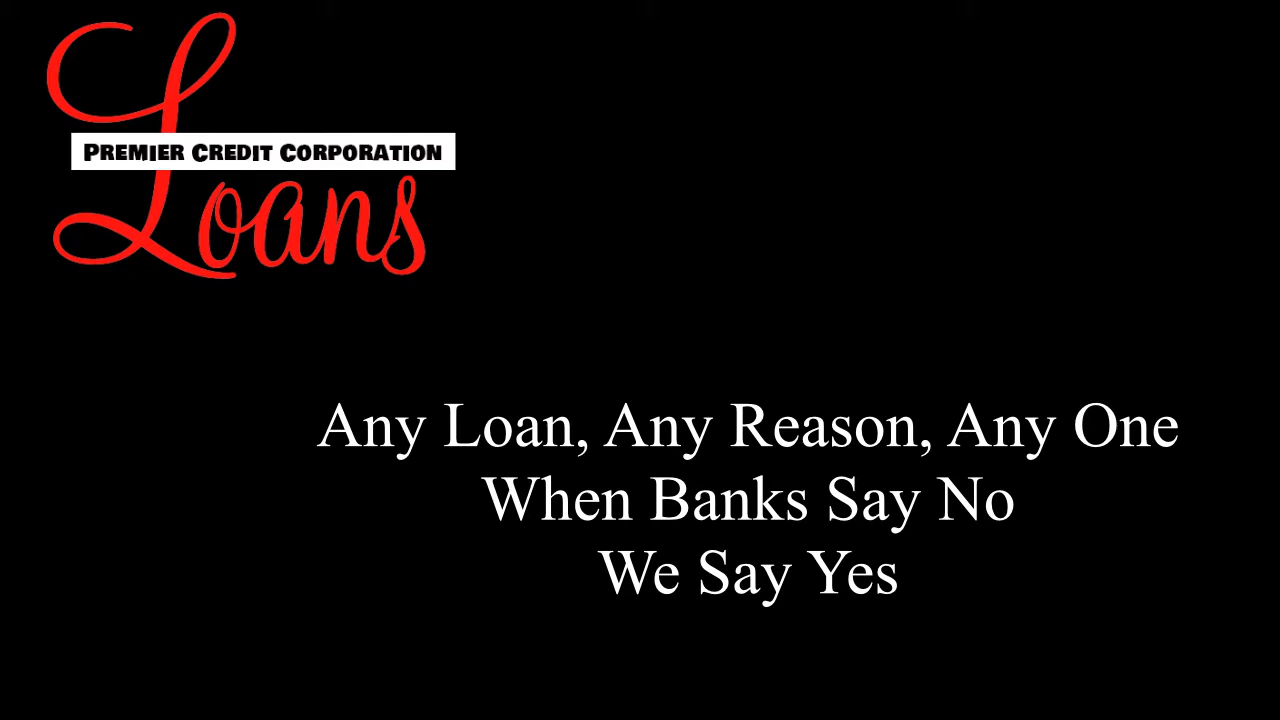 Premier Credit Corporation
Loans
Any Loan, Any Reason, Any One
When Banks Say No
We Say Yes